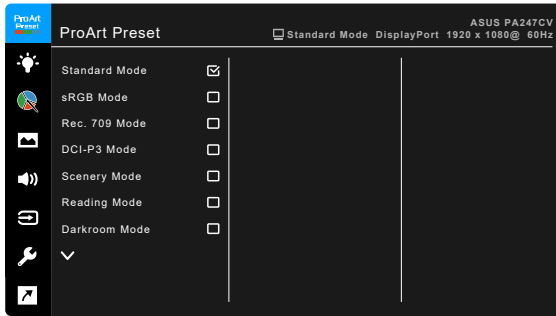 ProArt
Preset
ProArt Preset
ASUS PA247CV
Standard Mode DisplayPort 1920 x 1080@ 60Hz
Standard Mode
sRGB Mode
Rec. 709 Mode
DCI-P3 Mode
Scenery Mode
Reading Mode
Darkroom Mode